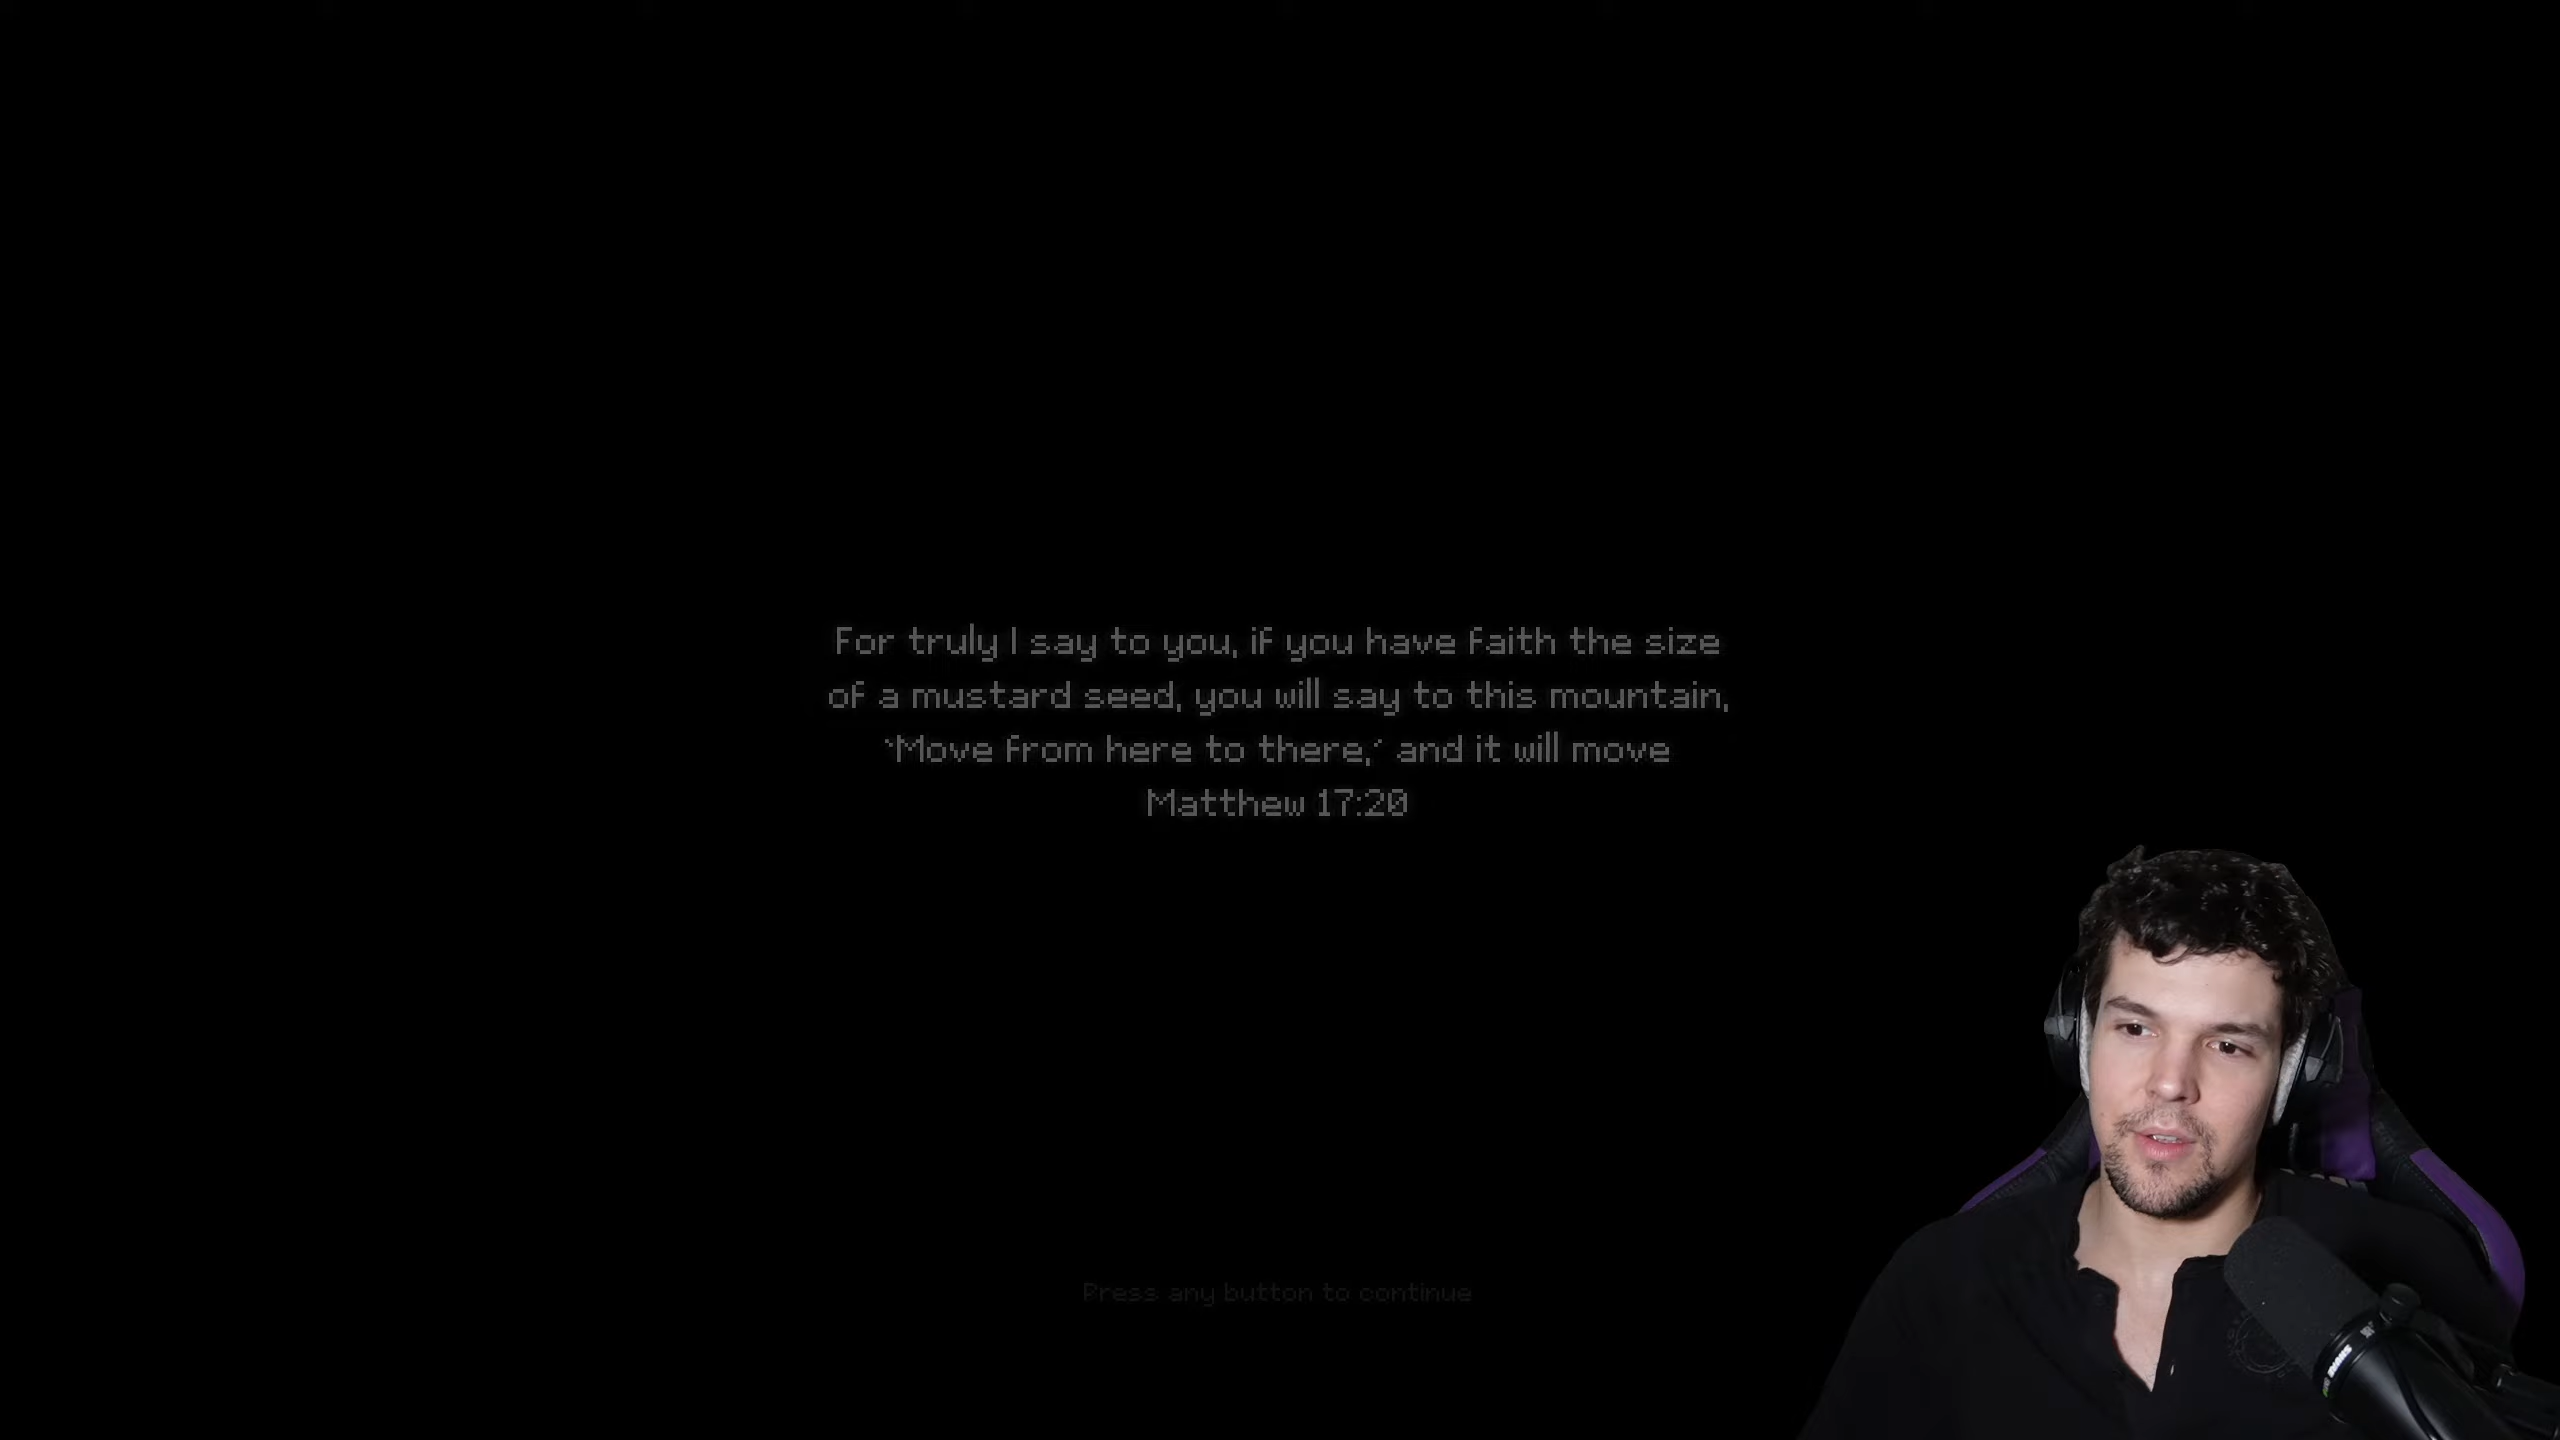 For truly I say to you, if you have faith the size
of a mustard seed, you will say to this mountain,
‘Move from here to there,’ and it will move
Matthew 17:20
Press any button to continue
SHURE